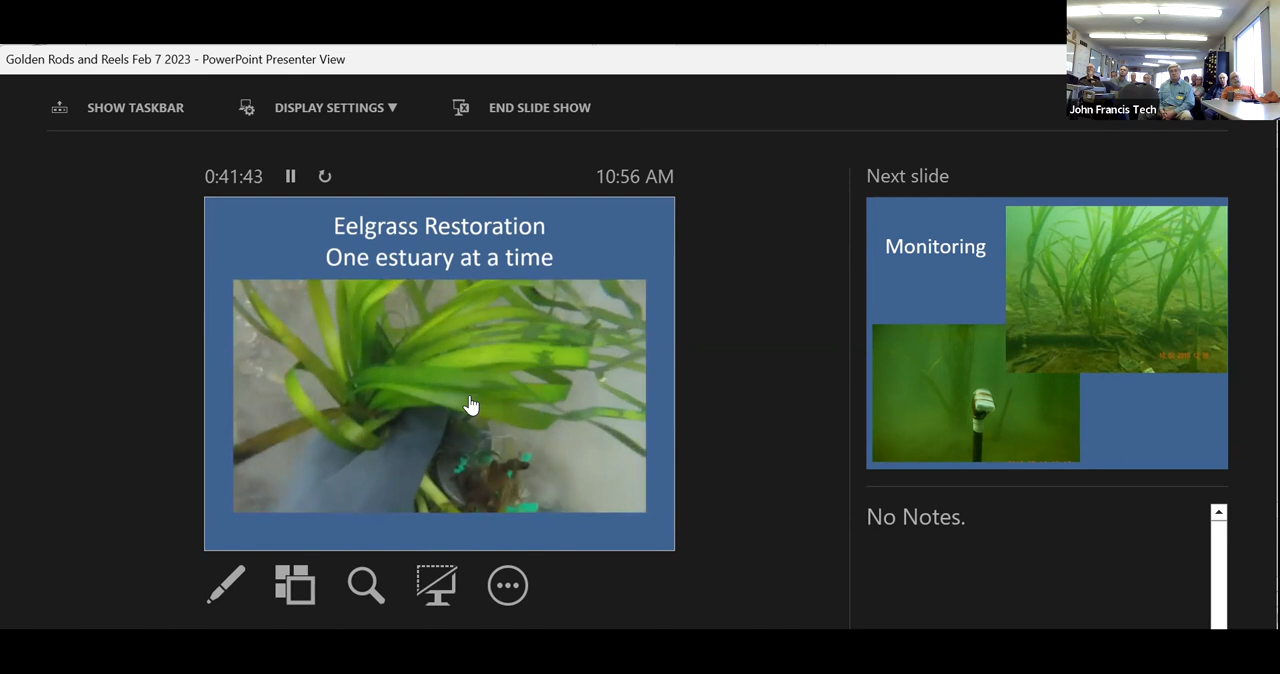 Golden Rods and Reels Feb 7 2023 - PowerPoint Presenter View
John Francis Tech
SHOW TASKBAR
DISPLAY SETTINGS ▼
END SLIDE SHOW
0:41:43
10:56 AM
Next slide
Eelgrass Restoration
One estuary at a time
Monitoring
No Notes.